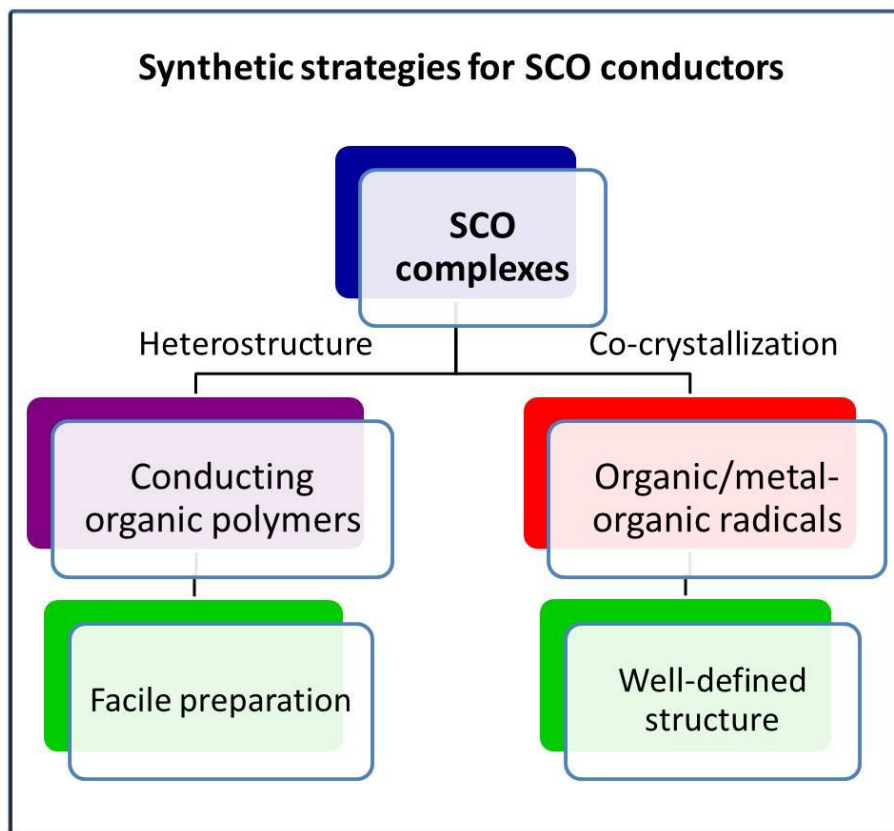 Synthetic strategies for SCO conductors
SCO
complexes
Heterostructure
Co-crystallization
Conducting
organic polymers
Organic/metal-
organic radicals
Facile preparation
Well-defined
structure